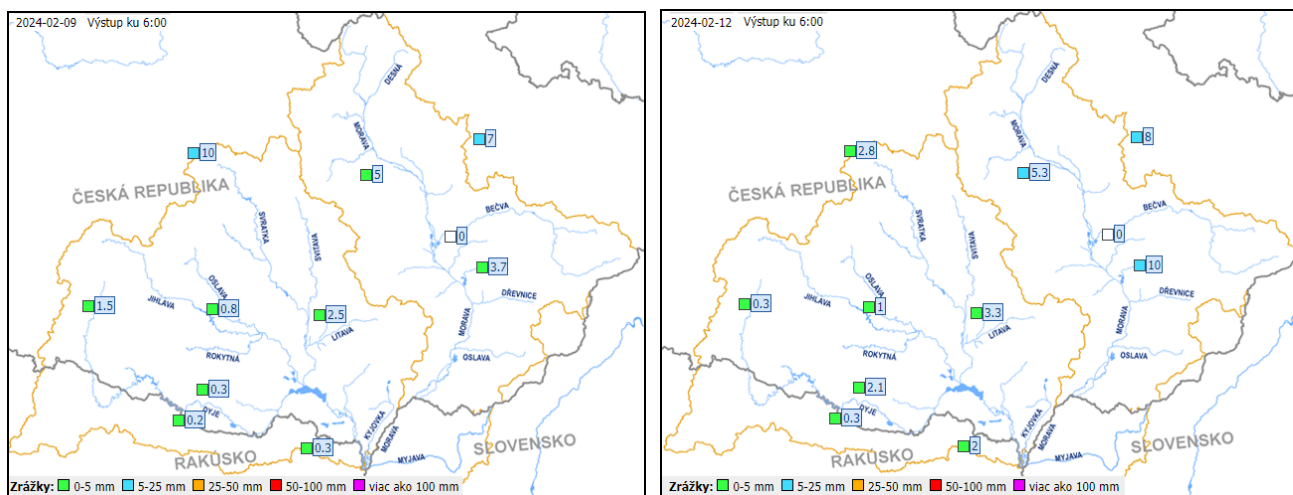 2024-02-09 Výstup ku 6:00
DESNÁ
MORAVA
7
10
5
ČESKÁ REPUBLIKA
BEČVA
SVRATKA
SVITAVA
0
3.7
OSLAVA
DŘEVNICE
1.5
JIHLAVA
0.8
2.5
LITAVA
MORAVA
ROKYTNÁ
OSLAVA
0.3
DYJE
0.2
KYJOVKA
MORAVA
0.3
SLOVENSKO
RAKÚSKO
MYJAVA
Zrážky: 0-5 mm 5-25 mm 25-50 mm 50-100 mm viac ako 100 mm
2024-02-12 Výstup ku 6:00
DESNÁ
MORAVA
8
2.8
5.3
ČESKÁ REPUBLIKA
BEČVA
SVRATKA
SVITAVA
0
10
OSLAVA
DŘEVNICE
0.3
JIHLAVA
1
3.3
LITAVA
MORAVA
ROKYTNÁ
OSLAVA
2.1
DYJE
0.3
KYJOVKA
MORAVA
2
SLOVENSKO
RAKÚSKO
MYJAVA
Zrážky: 0-5 mm 5-25 mm 25-50 mm 50-100 mm viac ako 100 mm